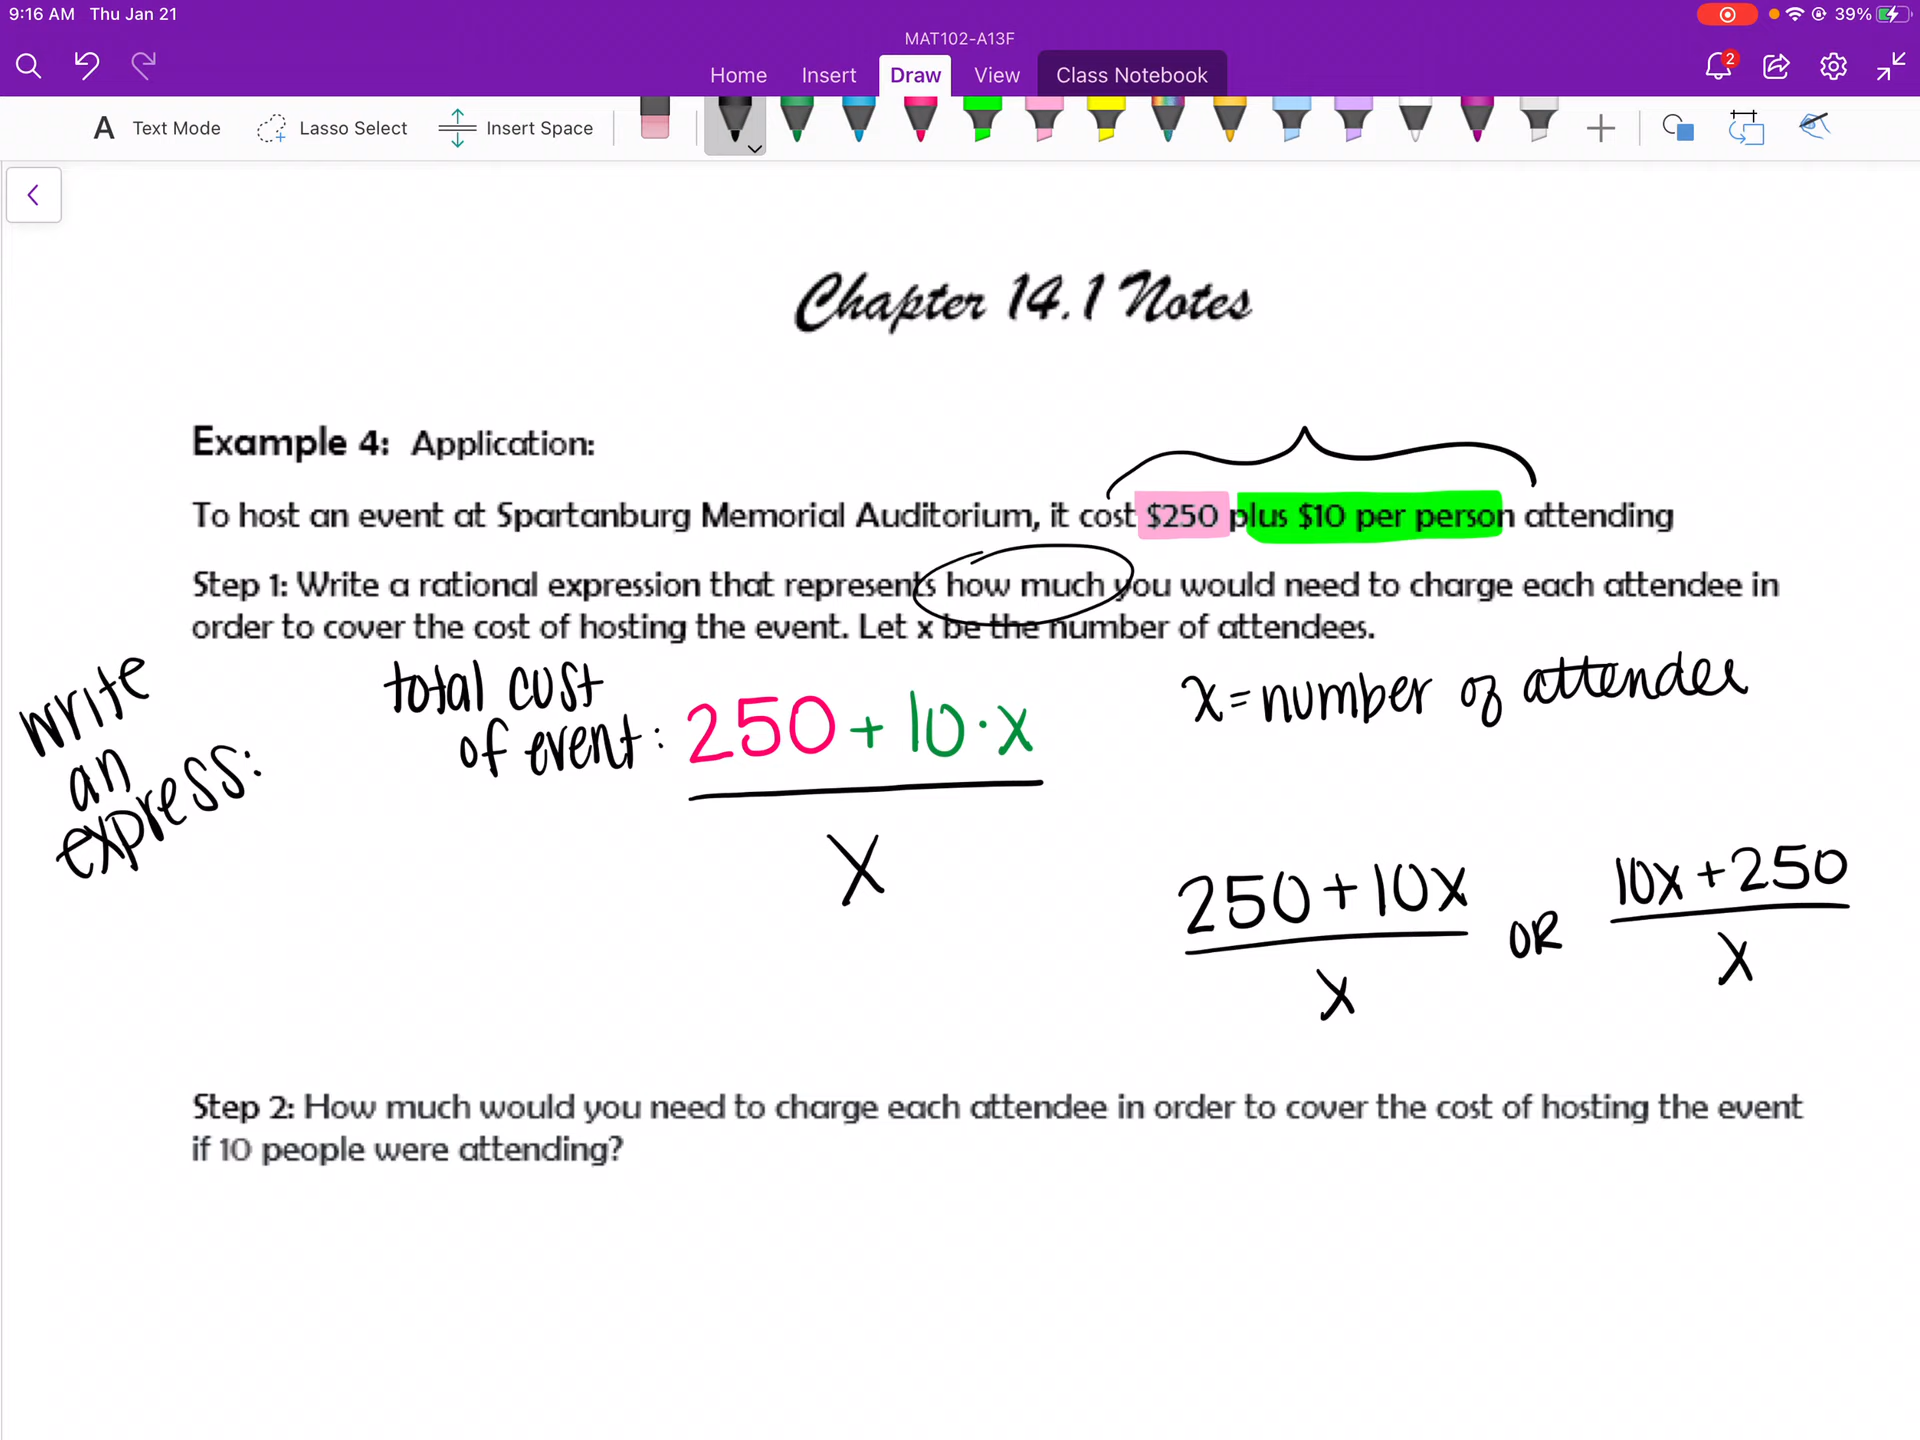 9:16 AM Thu Jan 21
39%
MAT102-A13F
Home Insert Draw View Class Notebook
2
A Text Mode Lasso Select Insert Space
Chapter 14.1 Notes
Example 4: Application:
To host an event at Spartanburg Memorial Auditorium, it cost $250 plus $10 per person attending
Step 1: Write a rational expression that represents how much you would need to charge each attendee in
order to cover the cost of hosting the event. Let x be the number of attendees.
write
an
express:
total cost
of event: 250 + 10·x
x
x = number of attendee
250+10x
x
OR
10x+250
x
Step 2: How much would you need to charge each attendee in order to cover the cost of hosting the event
if 10 people were attending?